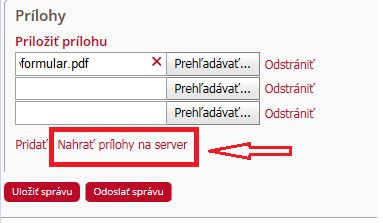 Prílohy
Priložiť prílohu
formular.pdf Prehľadávať... Odstrániť
Prehľadávať... Odstrániť
Prehľadávať... Odstrániť
Pridať Nahrať prílohy na server
Uložiť správu Odoslať správu